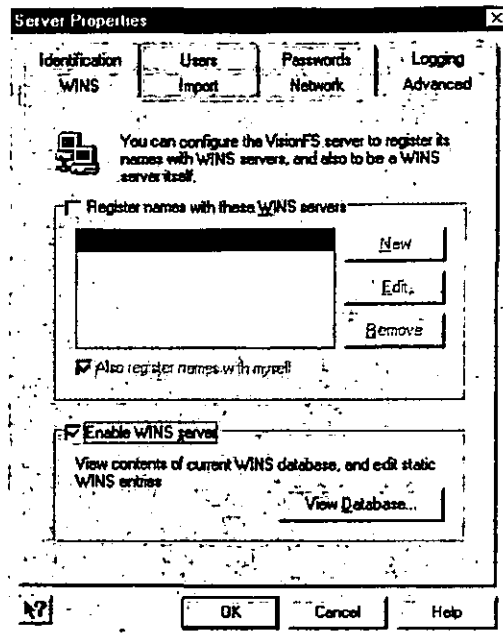 Server Properties
Identification Users Passwords Logging
WINS Import Network Advanced
You can configure the VisionFS server to register its
names with WINS servers, and also to be a WINS
server itself.
Register names with these WINS servers
New
Edit
Remove
Also register names with myself
Enable WINS server
View contents of current WINS database, and edit static
WINS entries
View Database...
OK Cancel Help